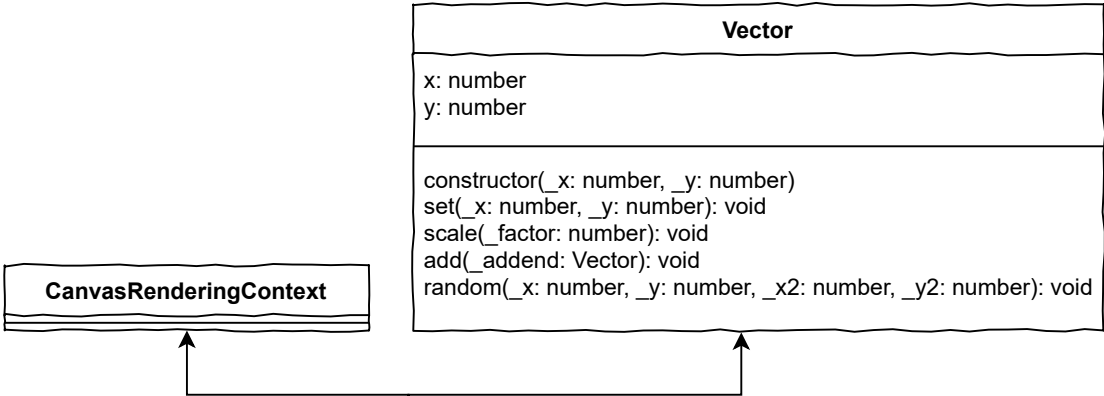 Vector
x: number
y: number
constructor(_x: number, _y: number)
set(_x: number, _y: number): void
scale(_factor: number): void
add(_addend: Vector): void
random(_x: number, _y: number, _x2: number, _y2: number): void
CanvasRenderingContext